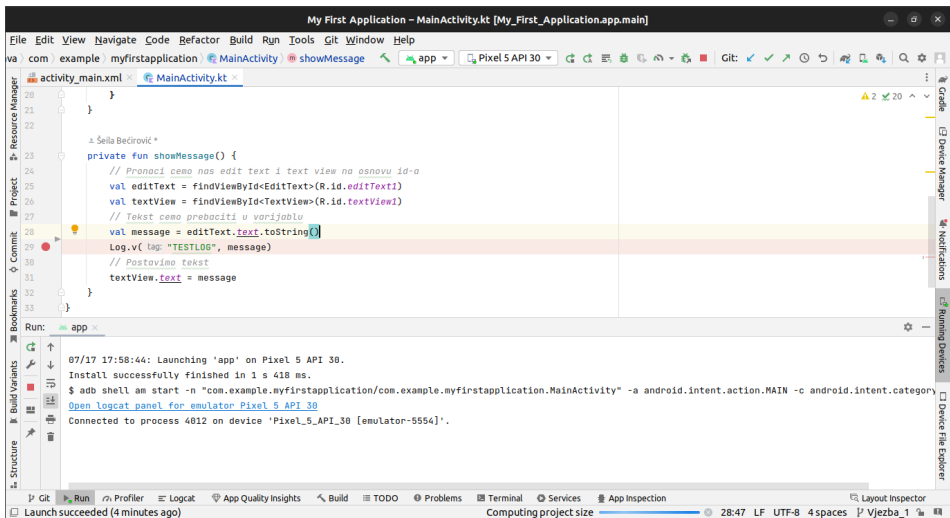 My First Application – MainActivity.kt [My_First_Application.app.main]
File Edit View Navigate Code Refactor Build Run Tools Git Window Help
va com example myfirstapplication MainActivity showMessage app Pixel 5 API 30 Git:
activity_main.xml MainActivity.kt
Resource Manager
Project
Commit
Bookmarks
Build Variants
Structure
20 }
21 }
22
Šeila Bećirović *
23 private fun showMessage() {
24 // Pronaci cemo nas edit text i text view na osnovu id-a
25 val editText = findViewById<EditText>(R.id.editText1)
26 val textView = findViewById<TextView>(R.id.textView1)
27 // Tekst cemo prebaciti u varijablu
28 val message = editText.text.toString()
29 Log.v( tag: "TESTLOG", message)
30 // Postavimo tekst
31 textView.text = message
32 }
33 }
2 20
Gradle
Device Manager
Notifications
Running Devices
Device File Explorer
Run: app
07/17 17:58:44: Launching 'app' on Pixel 5 API 30.
Install successfully finished in 1 s 418 ms.
$ adb shell am start -n "com.example.myfirstapplication/com.example.myfirstapplication.MainActivity" -a android.intent.action.MAIN -c android.intent.category
Open logcat panel for emulator Pixel 5 API 30
Connected to process 4012 on device 'Pixel_5_API_30 [emulator-5554]'.
Git Run Profiler Logcat App Quality Insights Build TODO Problems Terminal Services App Inspection Layout Inspector
Launch succeeded (4 minutes ago) Computing project size 28:47 LF UTF-8 4 spaces Vjezba_1